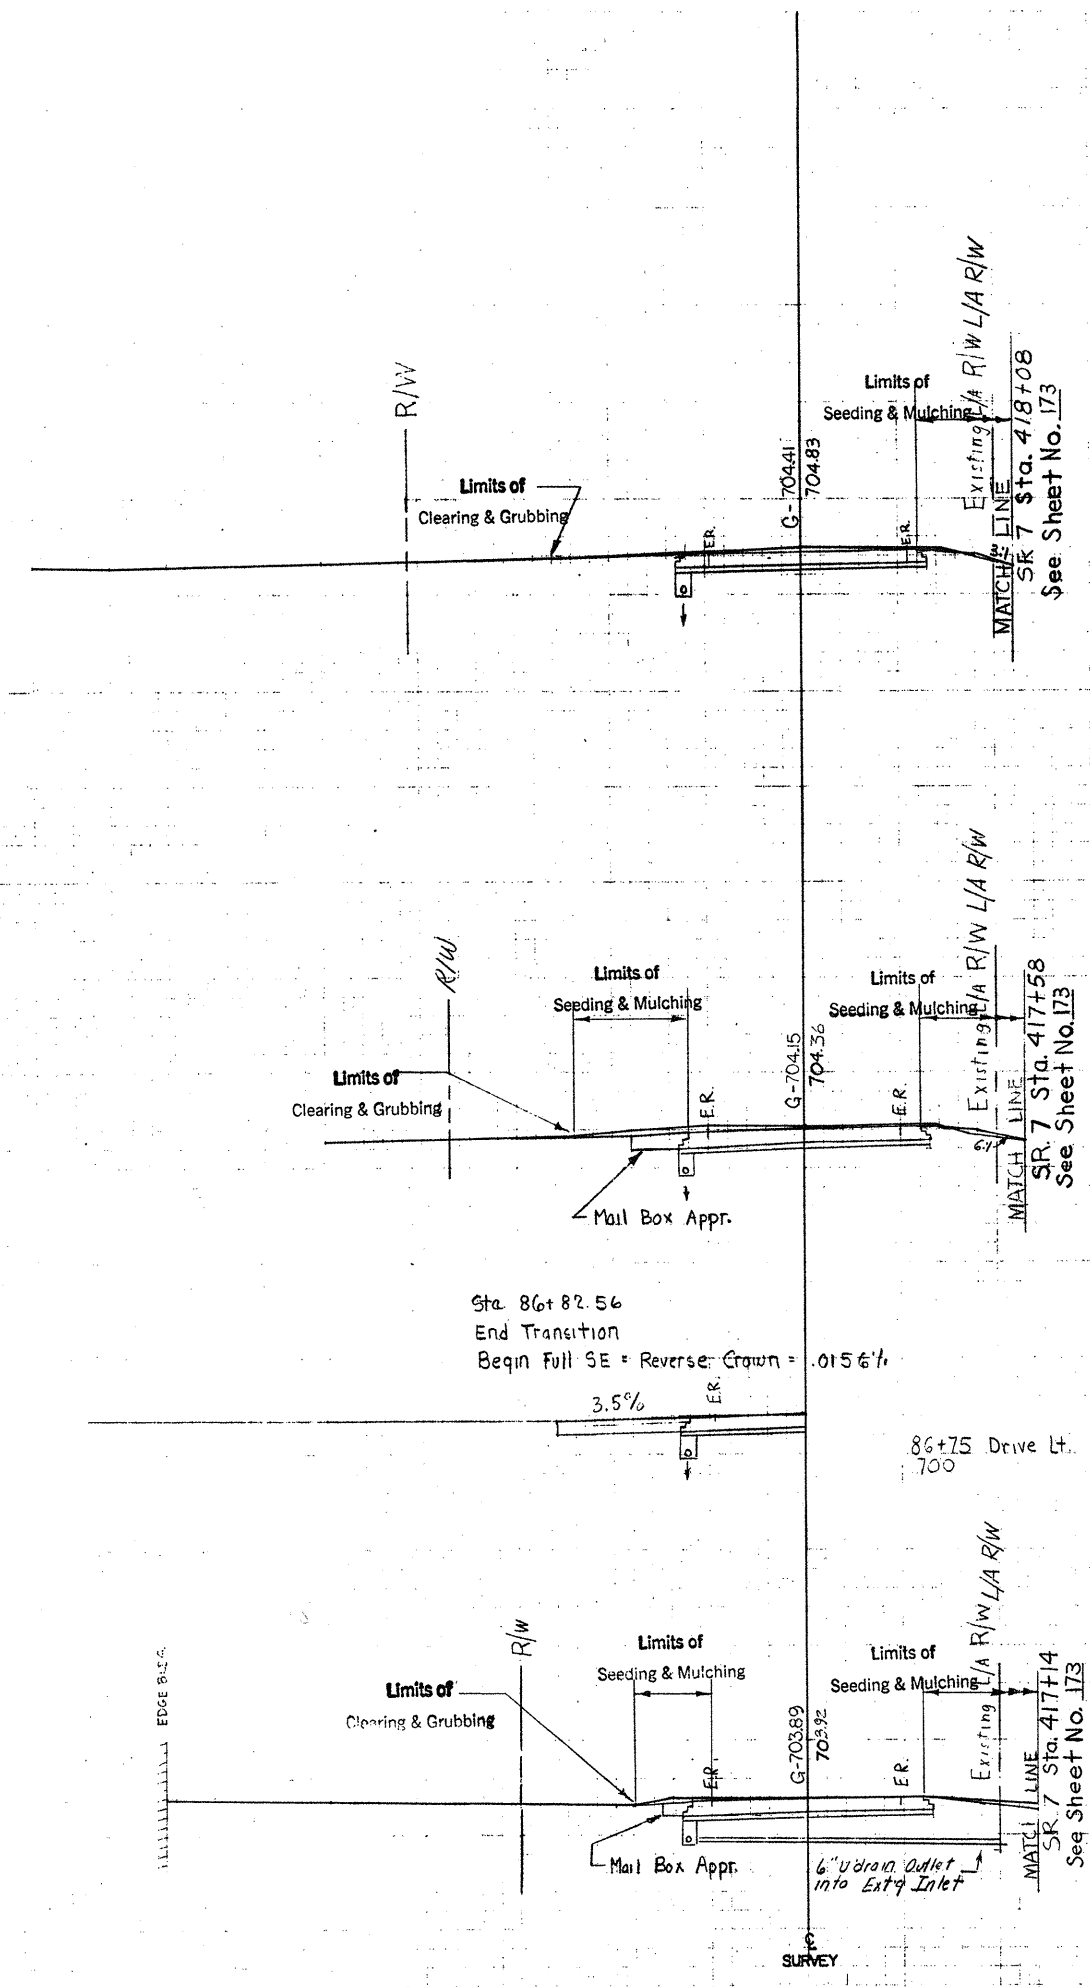 R/W
Limits of
Clearing & Grubbing
E.R.
G-704.41
704.83
Limits of
Seeding & Mulching
E.R.
Existing L/A R/W L/A R/W
MATCH LINE
SR 7 Sta. 418+08
See Sheet No. 173
R/W
Limits of
Clearing & Grubbing
Limits of
Seeding & Mulching
E.R.
G-704.15
704.36
Limits of
Seeding & Mulching
E.R.
Existing L/A R/W L/A R/W
6:1
MATCH LINE
S.R. 7 Sta. 417+58
See Sheet No. 173
Mail Box Appr.
Sta 86+82.56
End Transition
Begin Full SE = Reverse Crown = .0156'/,
3.5%
E.R.
86+75 Drive Lt.
700
EDGE BLDG.
R/W
Limits of
Clearing & Grubbing
Limits of
Seeding & Mulching
E.R.
G-703.89
703.92
Limits of
Seeding & Mulching
E.R.
Existing L/A R/W L/A R/W
MATCH LINE
SR 7 Sta. 417+14
See Sheet No. 173
Mail Box Appr.
6" Udrain Outlet
into Ext'g Inlet
℄
SURVEY